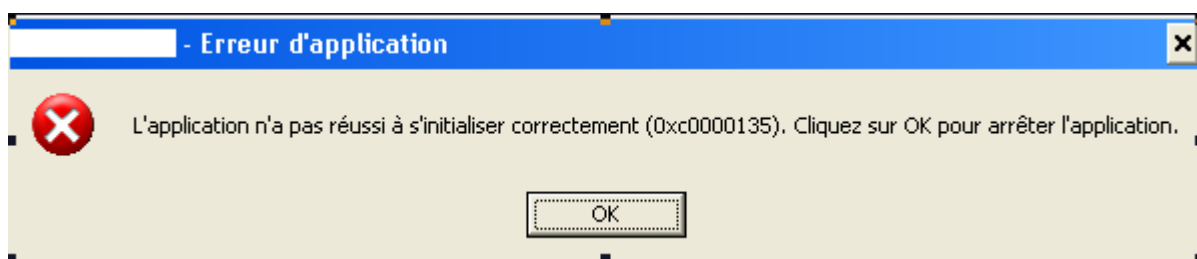 - Erreur d'application
L'application n'a pas réussi à s'initialiser correctement (0xc0000135). Cliquez sur OK pour arrêter l'application.
OK